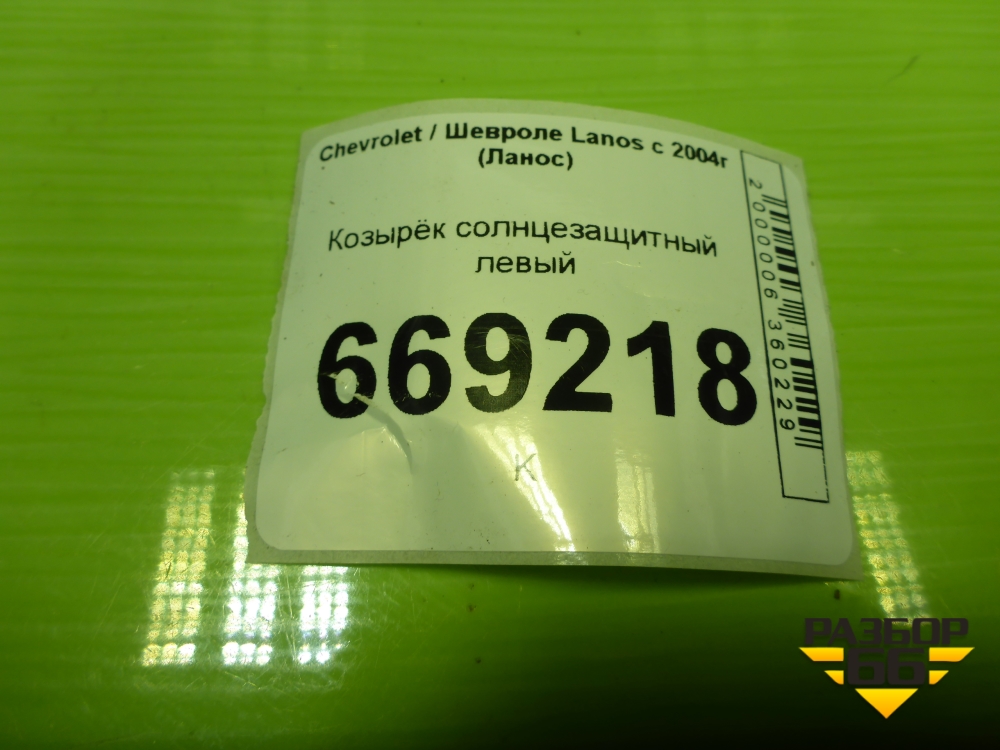 Chevrolet / Шевроле Lanos с 2004г
(Ланос)
Козырёк солнцезащитный
левый
669218
К
2000006360229
РАЗБОР
66